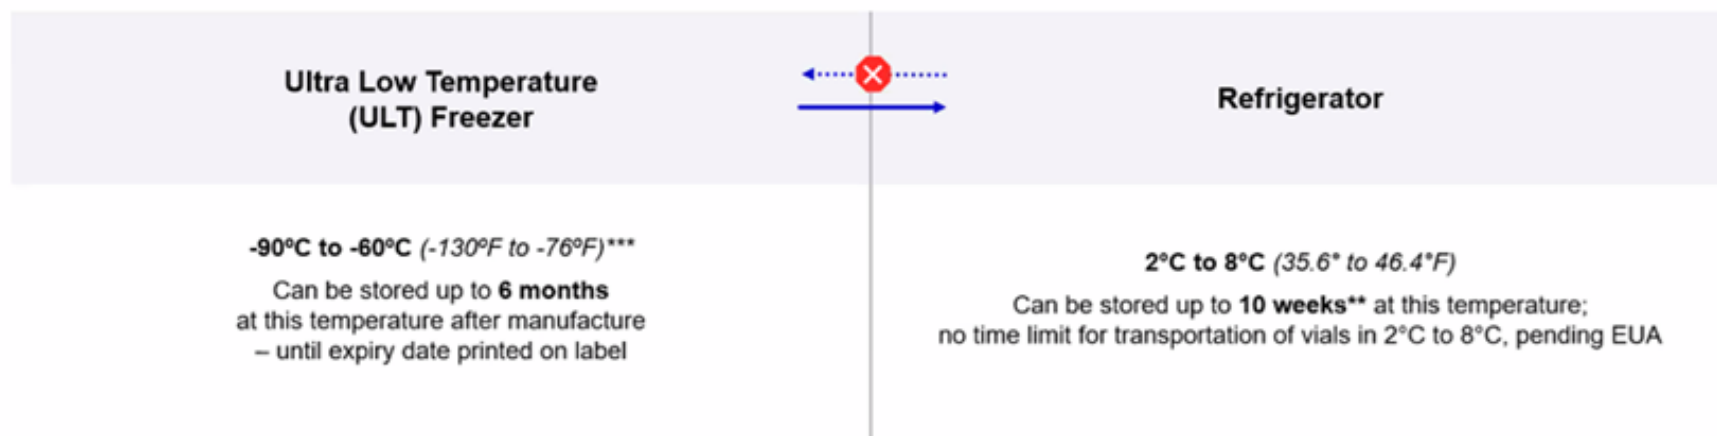 Ultra Low Temperature
(ULT) Freezer
Refrigerator
-90ºC to -60ºC (-130ºF to -76ºF)***
Can be stored up to 6 months
at this temperature after manufacture
– until expiry date printed on label
2°C to 8°C (35.6° to 46.4°F)
Can be stored up to 10 weeks** at this temperature;
no time limit for transportation of vials in 2°C to 8°C, pending EUA